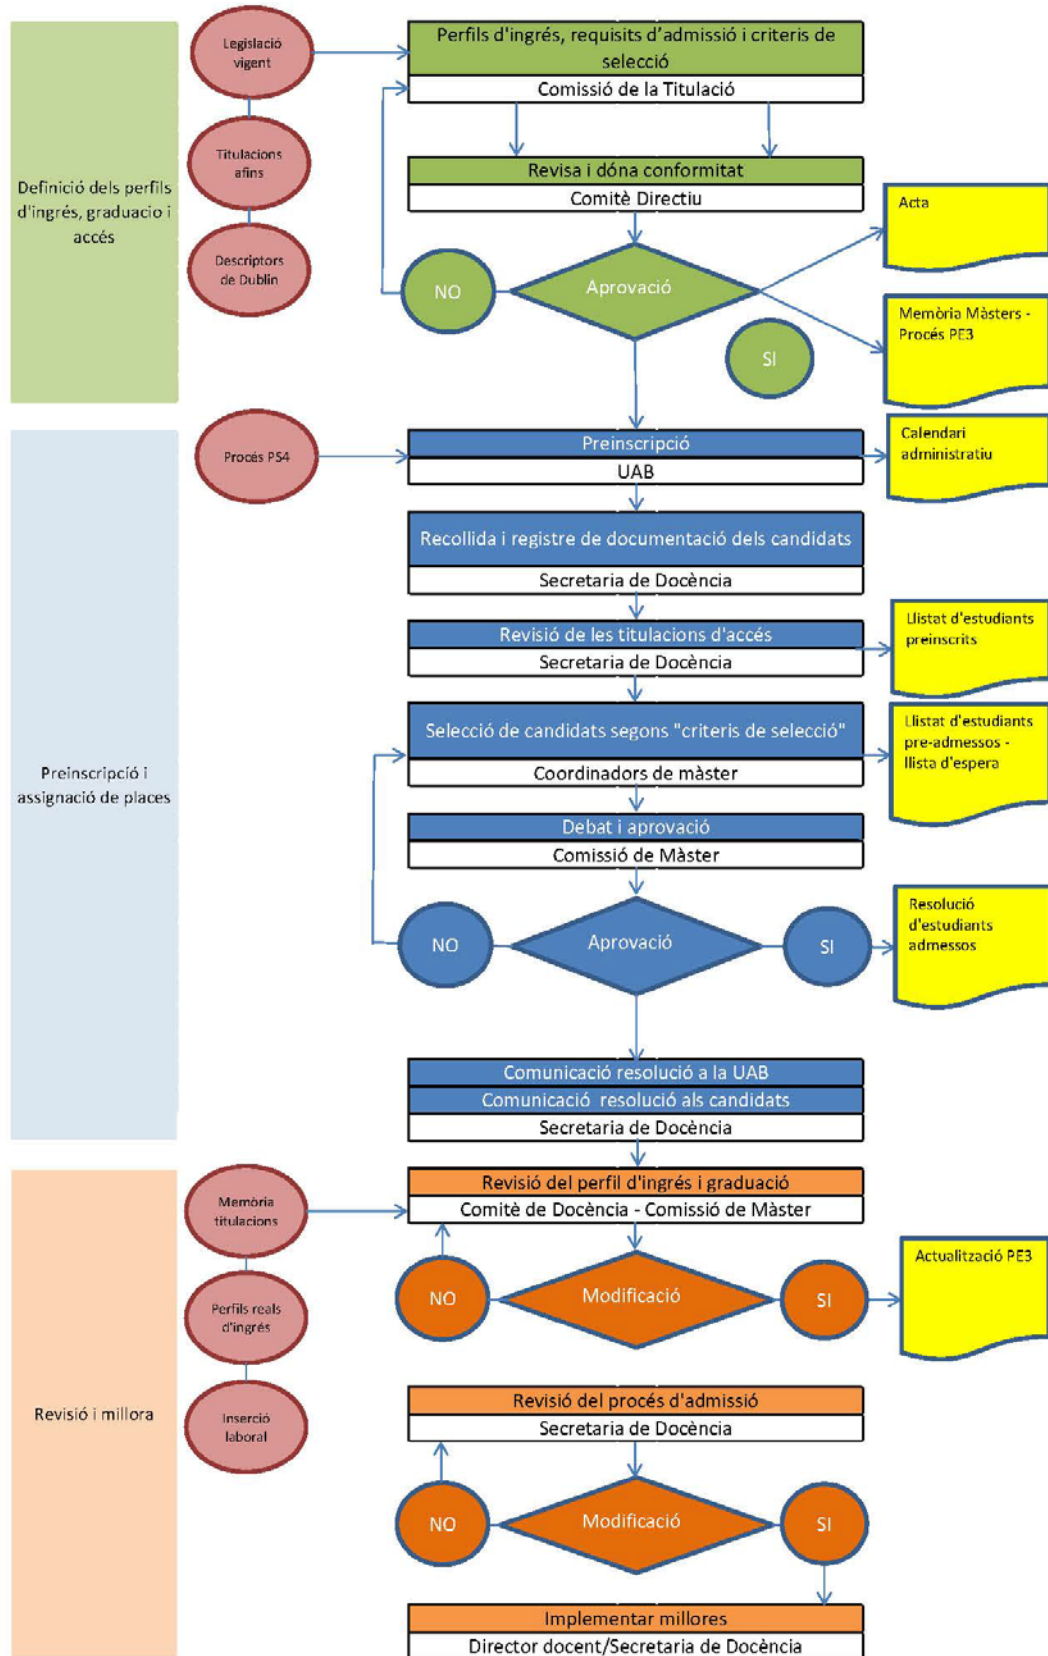 Definició dels perfils
d'ingrés, graduacio i
accés
Legislació
vigent
Titulacions
afins
Descriptors
de Dublin
Perfils d'ingrés, requisits d'admissió i criteris de
selecció
Comissió de la Titulació
Revisa i dóna conformitat
Comitè Directiu
NO
Aprovació
SI
Acta
Memòria Màsters -
Procés PE3
Preinscripció i
assignació de places
Procés PS4
Preinscripció
UAB
Calendari
administratiu
Recollida i registre de documentació dels candidats
Secretaria de Docència
Revisió de les titulacions d'accés
Secretaria de Docència
Llistat d'estudiants
preinscrits
Selecció de candidats segons "criteris de selecció"
Coordinadors de màster
Llistat d'estudiants
pre-admessos -
llista d'espera
Debat i aprovació
Comissió de Màster
NO
Aprovació
SI
Resolució
d'estudiants
admessos
Comunicació resolució a la UAB
Comunicació resolució als candidats
Secretaria de Docència
Revisió i millora
Memòria
titulacions
Perfils reals
d'ingrés
Inserció
laboral
Revisió del perfil d'ingrés i graduació
Comitè de Docència - Comissió de Màster
NO
Modificació
SI
Actualització PE3
Revisió del procés d'admissió
Secretaria de Docència
NO
Modificació
SI
Implementar millores
Director docent/Secretaria de Docència